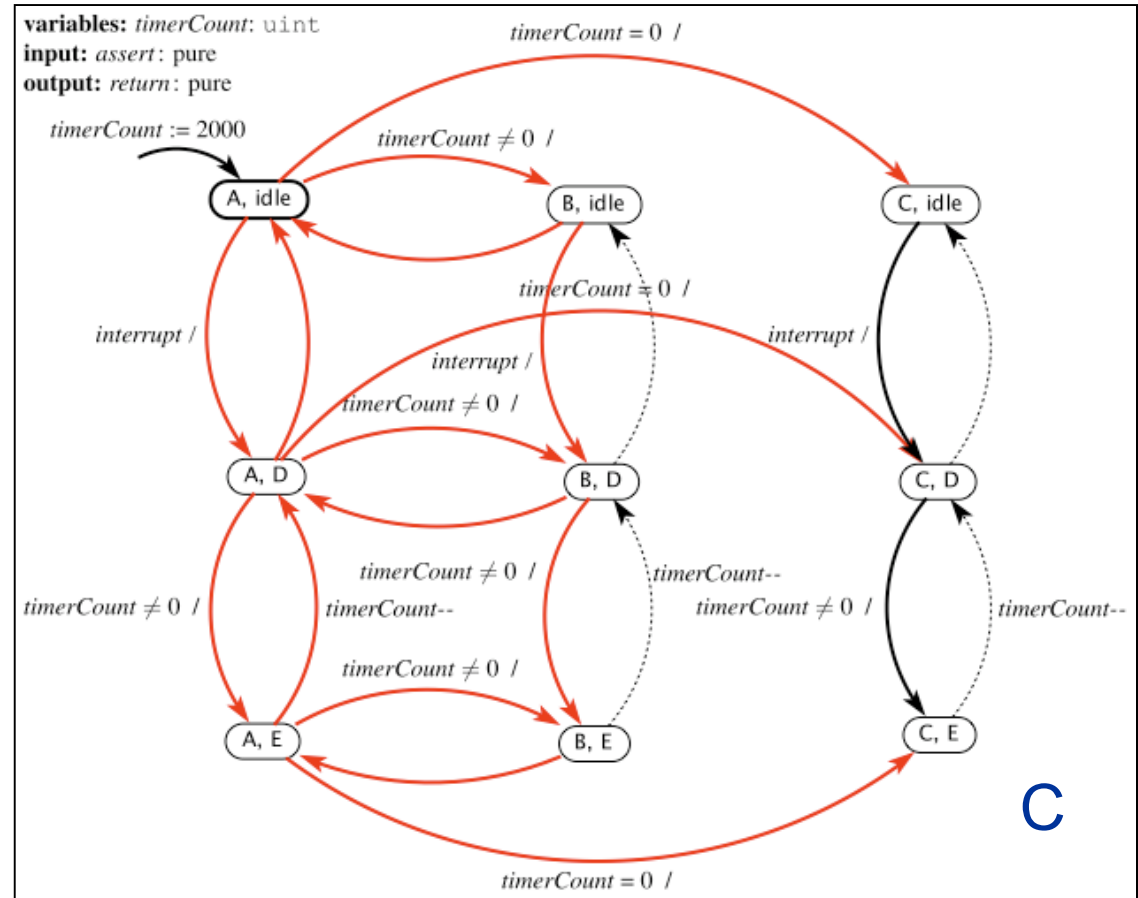 variables: timerCount: uint
input: assert: pure
output: return: pure
timerCount = 0 /
timerCount := 2000
timerCount ≠ 0 /
A, idle
B, idle
C, idle
timerCount = 0 /
interrupt /
interrupt /
interrupt /
timerCount ≠ 0 /
A, D
B, D
C, D
timerCount ≠ 0 /
timerCount--
timerCount ≠ 0 /
timerCount--
timerCount ≠ 0 /
timerCount--
timerCount ≠ 0 /
A, E
B, E
C, E
C
timerCount = 0 /